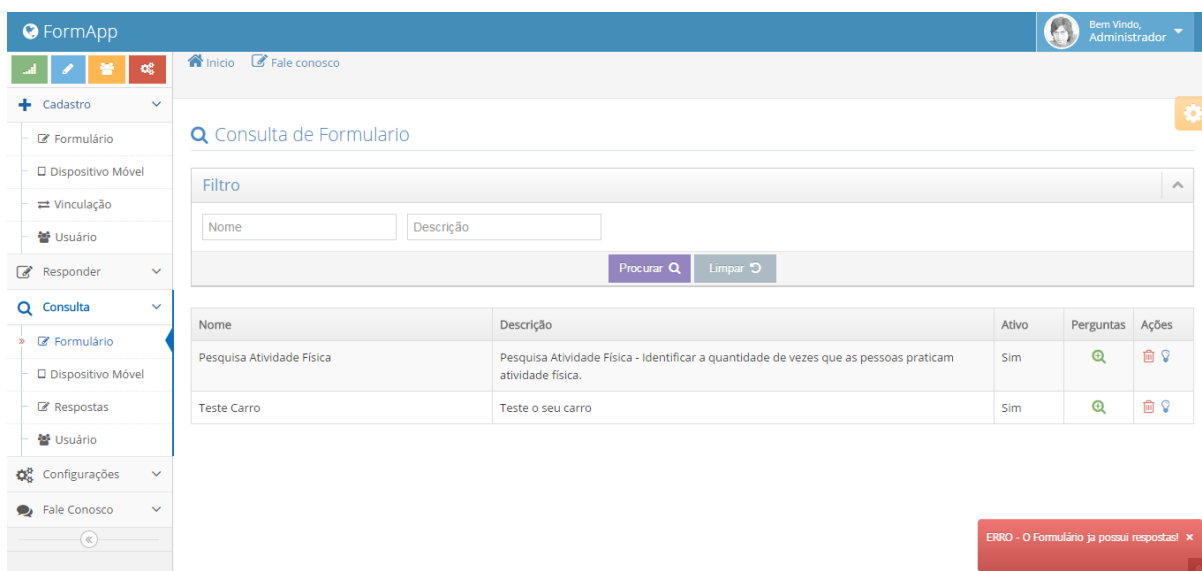 FormApp
Bem Vindo,
Administrador
Inicio
Fale conosco
Cadastro
Formulário
Dispositivo Móvel
Vinculação
Usuário
Responder
Consulta
Formulário
Dispositivo Móvel
Respostas
Usuário
Configurações
Fale Conosco
Consulta de Formulario
Filtro
Nome
Descrição
Procurar
Limpar
Nome Descrição Ativo Perguntas Ações
Pesquisa Atividade Física Pesquisa Atividade Física - Identificar a quantidade de vezes que as pessoas praticam Sim
atividade física.
Teste Carro Teste o seu carro Sim
ERRO - O Formulário ja possui respostas! ×